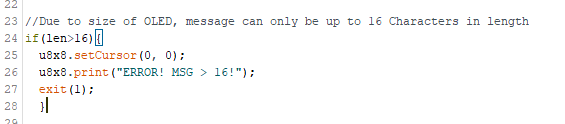 22
23 //Due to size of OLED, message can only be up to 16 Characters in length
24 if(len>16){
25   u8x8.setCursor(0, 0);
26   u8x8.print("ERROR! MSG > 16!");
27   exit(1);
28   }
29